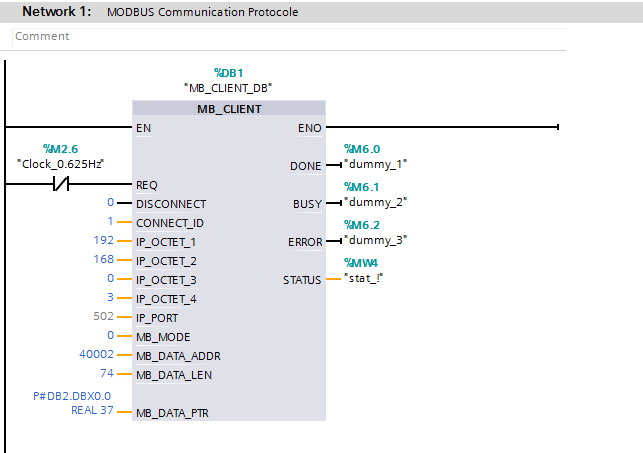 Network 1: MODBUS Communication Protocole
Comment
%DB1
"MB_CLIENT_DB"
MB_CLIENT
EN ENO
%M2.6 %M6.0
"Clock_0.625Hz" DONE "dummy_1"
REQ %M6.1
0 DISCONNECT BUSY "dummy_2"
1 CONNECT_ID %M6.2
192 IP_OCTET_1 ERROR "dummy_3"
168 IP_OCTET_2 %MW4
0 IP_OCTET_3 STATUS "stat_!"
3 IP_OCTET_4
502 IP_PORT
0 MB_MODE
40002 MB_DATA_ADDR
74 MB_DATA_LEN
P#DB2.DBX0.0
REAL 37 MB_DATA_PTR